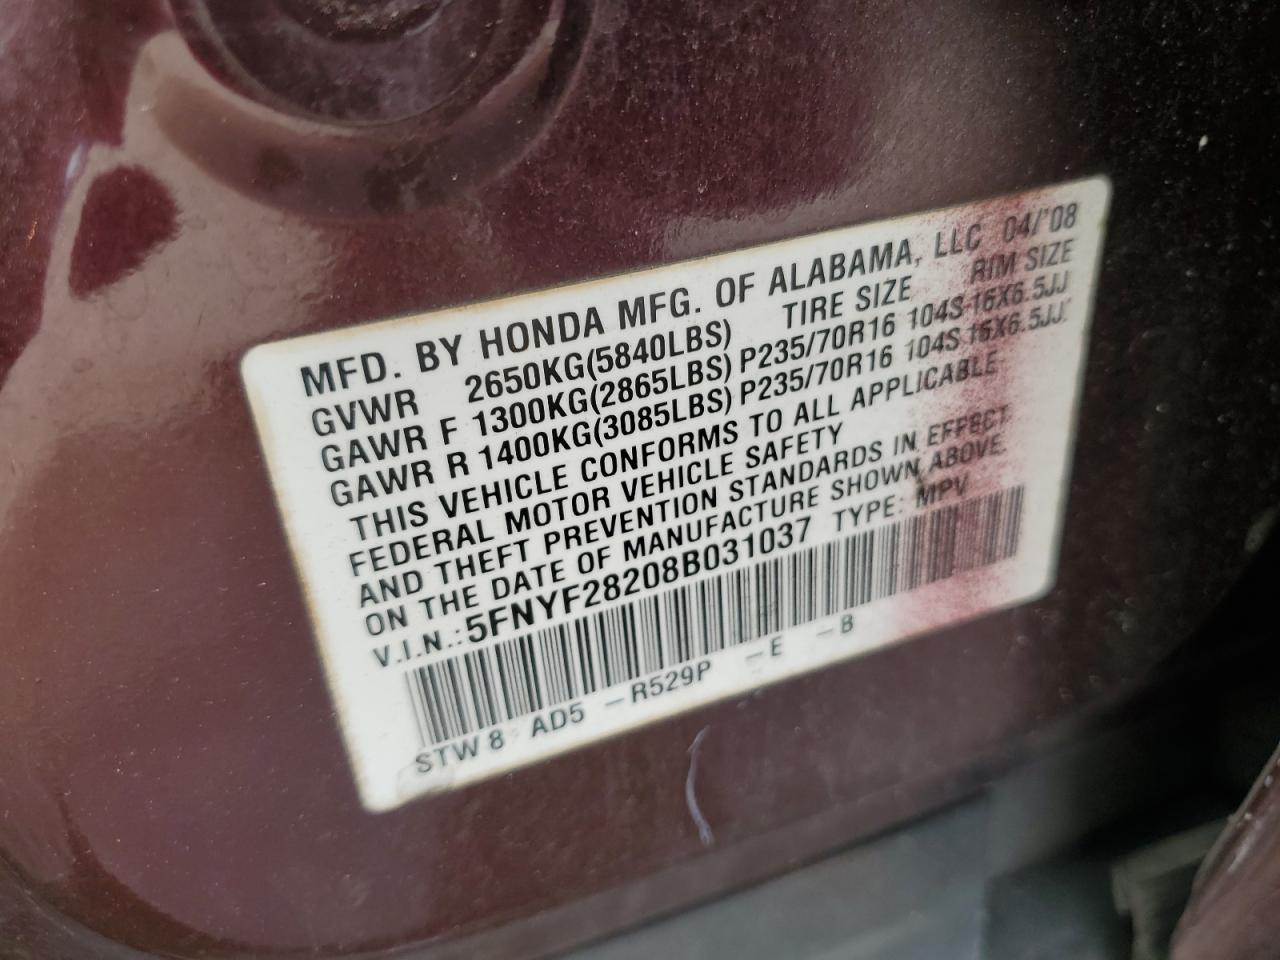 MFD. BY HONDA MFG. OF ALABAMA, LLC 04/'08
GVWR 2650KG(5840LBS) TIRE SIZE RIM SIZE
GAWR F 1300KG(2865LBS) P235/70R16 104S 16X6.5JJ
GAWR R 1400KG(3085LBS) P235/70R16 104S 16X6.5JJ
THIS VEHICLE CONFORMS TO ALL APPLICABLE
FEDERAL MOTOR VEHICLE SAFETY
AND THEFT PREVENTION STANDARDS IN EFFECT
ON THE DATE OF MANUFACTURE SHOWN ABOVE.
V.I.N.: 5FNYF28208B031037 TYPE: MPV
STW 8 AD5 –R529P –E –B